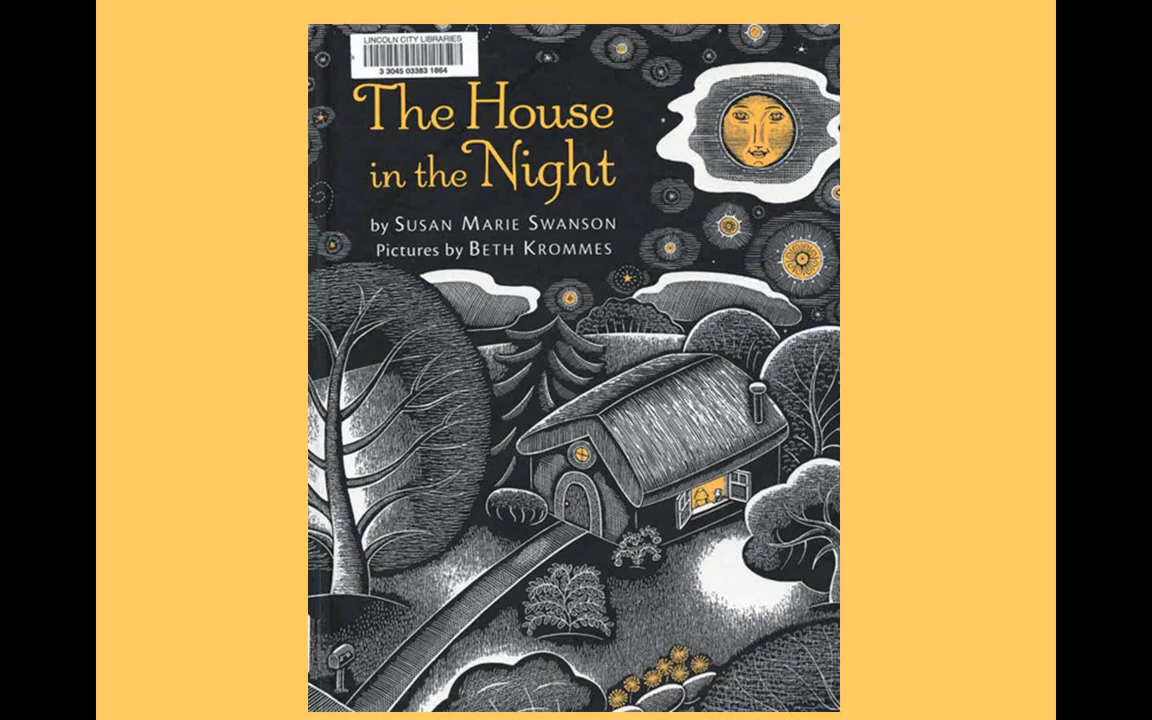 LINCOLN CITY LIBRARIES
3 3045 03383 1864
The House
in the Night
by SUSAN MARIE SWANSON
Pictures by BETH KROMMES